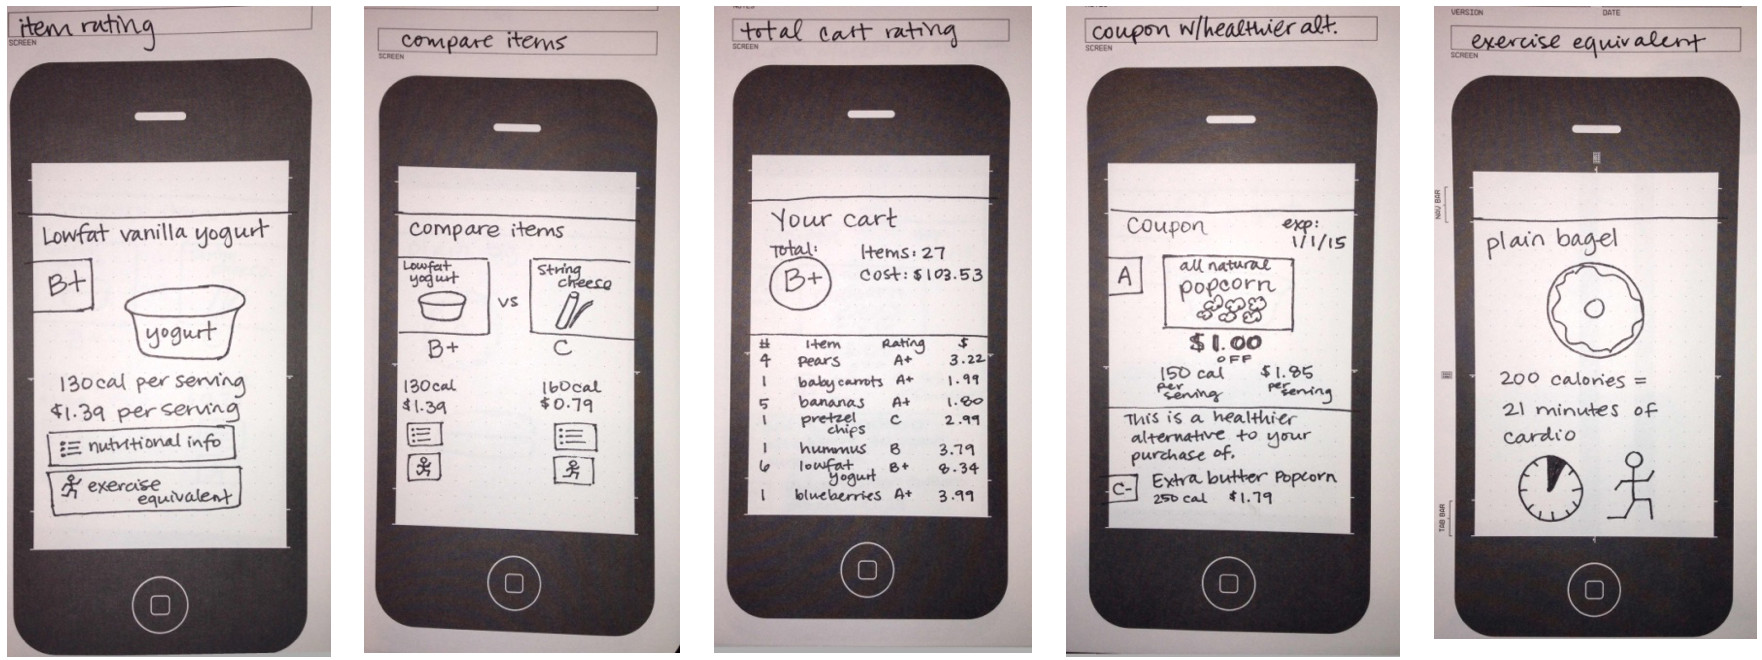 item rating
SCREEN
Lowfat vanilla yogurt
B+
yogurt
130cal per serving
$1.39 per serving
nutritional info
exercise
equivalent
compare items
SCREEN
compare items
Lowfat
yogurt
vs
String
cheese
B+
C
130cal
160cal
$1.39
$0.79
total cart rating
SCREEN
Your cart
Total:
B+
Items: 27
Cost: $103.53
# Item Rating $
4 pears A+ 3.22
1 baby carrots A+ 1.99
5 bananas A+ 1.80
1 pretzel C 2.99
chips
1 hummus B 3.79
6 lowfat B+ 8.34
yogurt
1 blueberries A+ 3.99
coupon w/healthier alt.
SCREEN
Coupon
exp:
1/1/15
A
all natural
popcorn
$1.00
OFF
150 cal
per
serving
$1.85
per
serving
This is a healthier
alternative to your
purchase of.
C-
Extra butter Popcorn
250 cal $1.79
VERSION DATE
exercise equivalent
SCREEN
NAV BAR
plain bagel
200 calories =
21 minutes of
cardio
TAB BAR